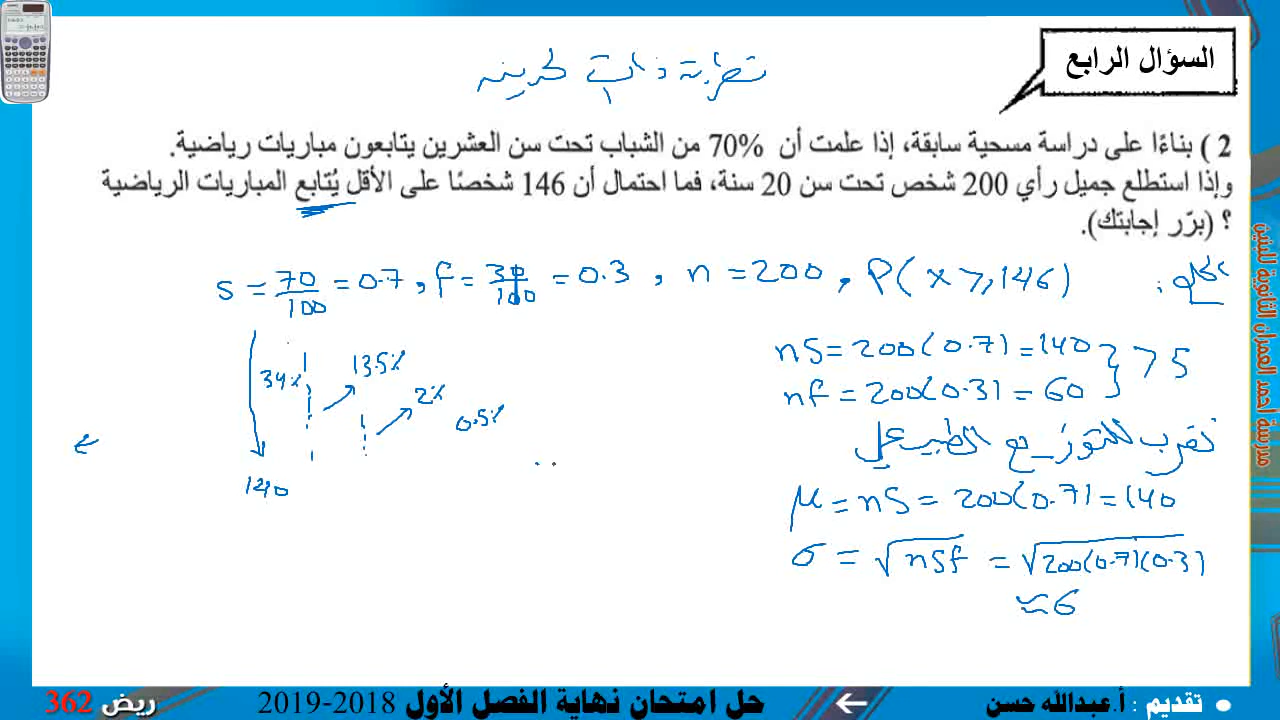 السؤال الرابع
تجربة ذات الحدين
2 ) بناءًا على دراسة مسحية سابقة، إذا علمت أن 70% من الشباب تحت سن العشرين يتابعون مباريات رياضية.
وإذا استطلع جميل رأي 200 شخص تحت سن 20 سنة، فما احتمال أن 146 شخصًا على الأقل يُتابع المباريات الرياضية
؟ (برّر إجابتك).
S = 70/100 = 0.7 , f = 30/100 = 0.3 , n = 200 , P( x ≥ 146 )
nS = 200(0.7) = 140
nf = 200(0.3) = 60
> 5
نقرب للتوزيع الطبيعي
μ = nS = 200(0.7) = 140
σ = √nSf = √200(0.7)(0.3)
≈ 6
34%
13.5%
2%
0.5%
140
مدرسة أحمد العمران الثانوية للبنين
تقديم : أ.عبدالله حسن
حل امتحان نهاية الفصل الأول 2018-2019
ريض 362